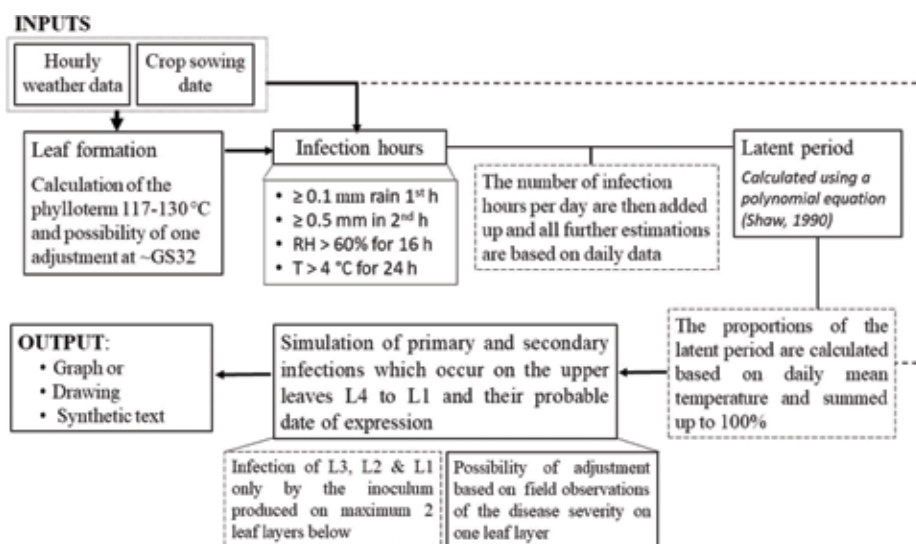 INPUTS
Hourly
weather data
Crop sowing
date
Leaf formation
Calculation of the
phylloterm 117-130 °C
and possibility of one
adjustment at ~GS32
Infection hours
• ≥ 0.1 mm rain 1st h
• ≥ 0.5 mm in 2nd h
• RH > 60% for 16 h
• T > 4 °C for 24 h
The number of infection
hours per day are then added
up and all further estimations
are based on daily data
Latent period
Calculated using a
polynomial equation
(Shaw, 1990)
The proportions of the
latent period are calculated
based on daily mean
temperature and summed
up to 100%
Simulation of primary and secondary
infections which occur on the upper
leaves L4 to L1 and their probable
date of expression
Infection of L3, L2 & L1
only by the inoculum
produced on maximum 2
leaf layers below
Possibility of adjustment
based on field observations
of the disease severity on
one leaf layer
OUTPUT:
• Graph or
• Drawing
• Synthetic text